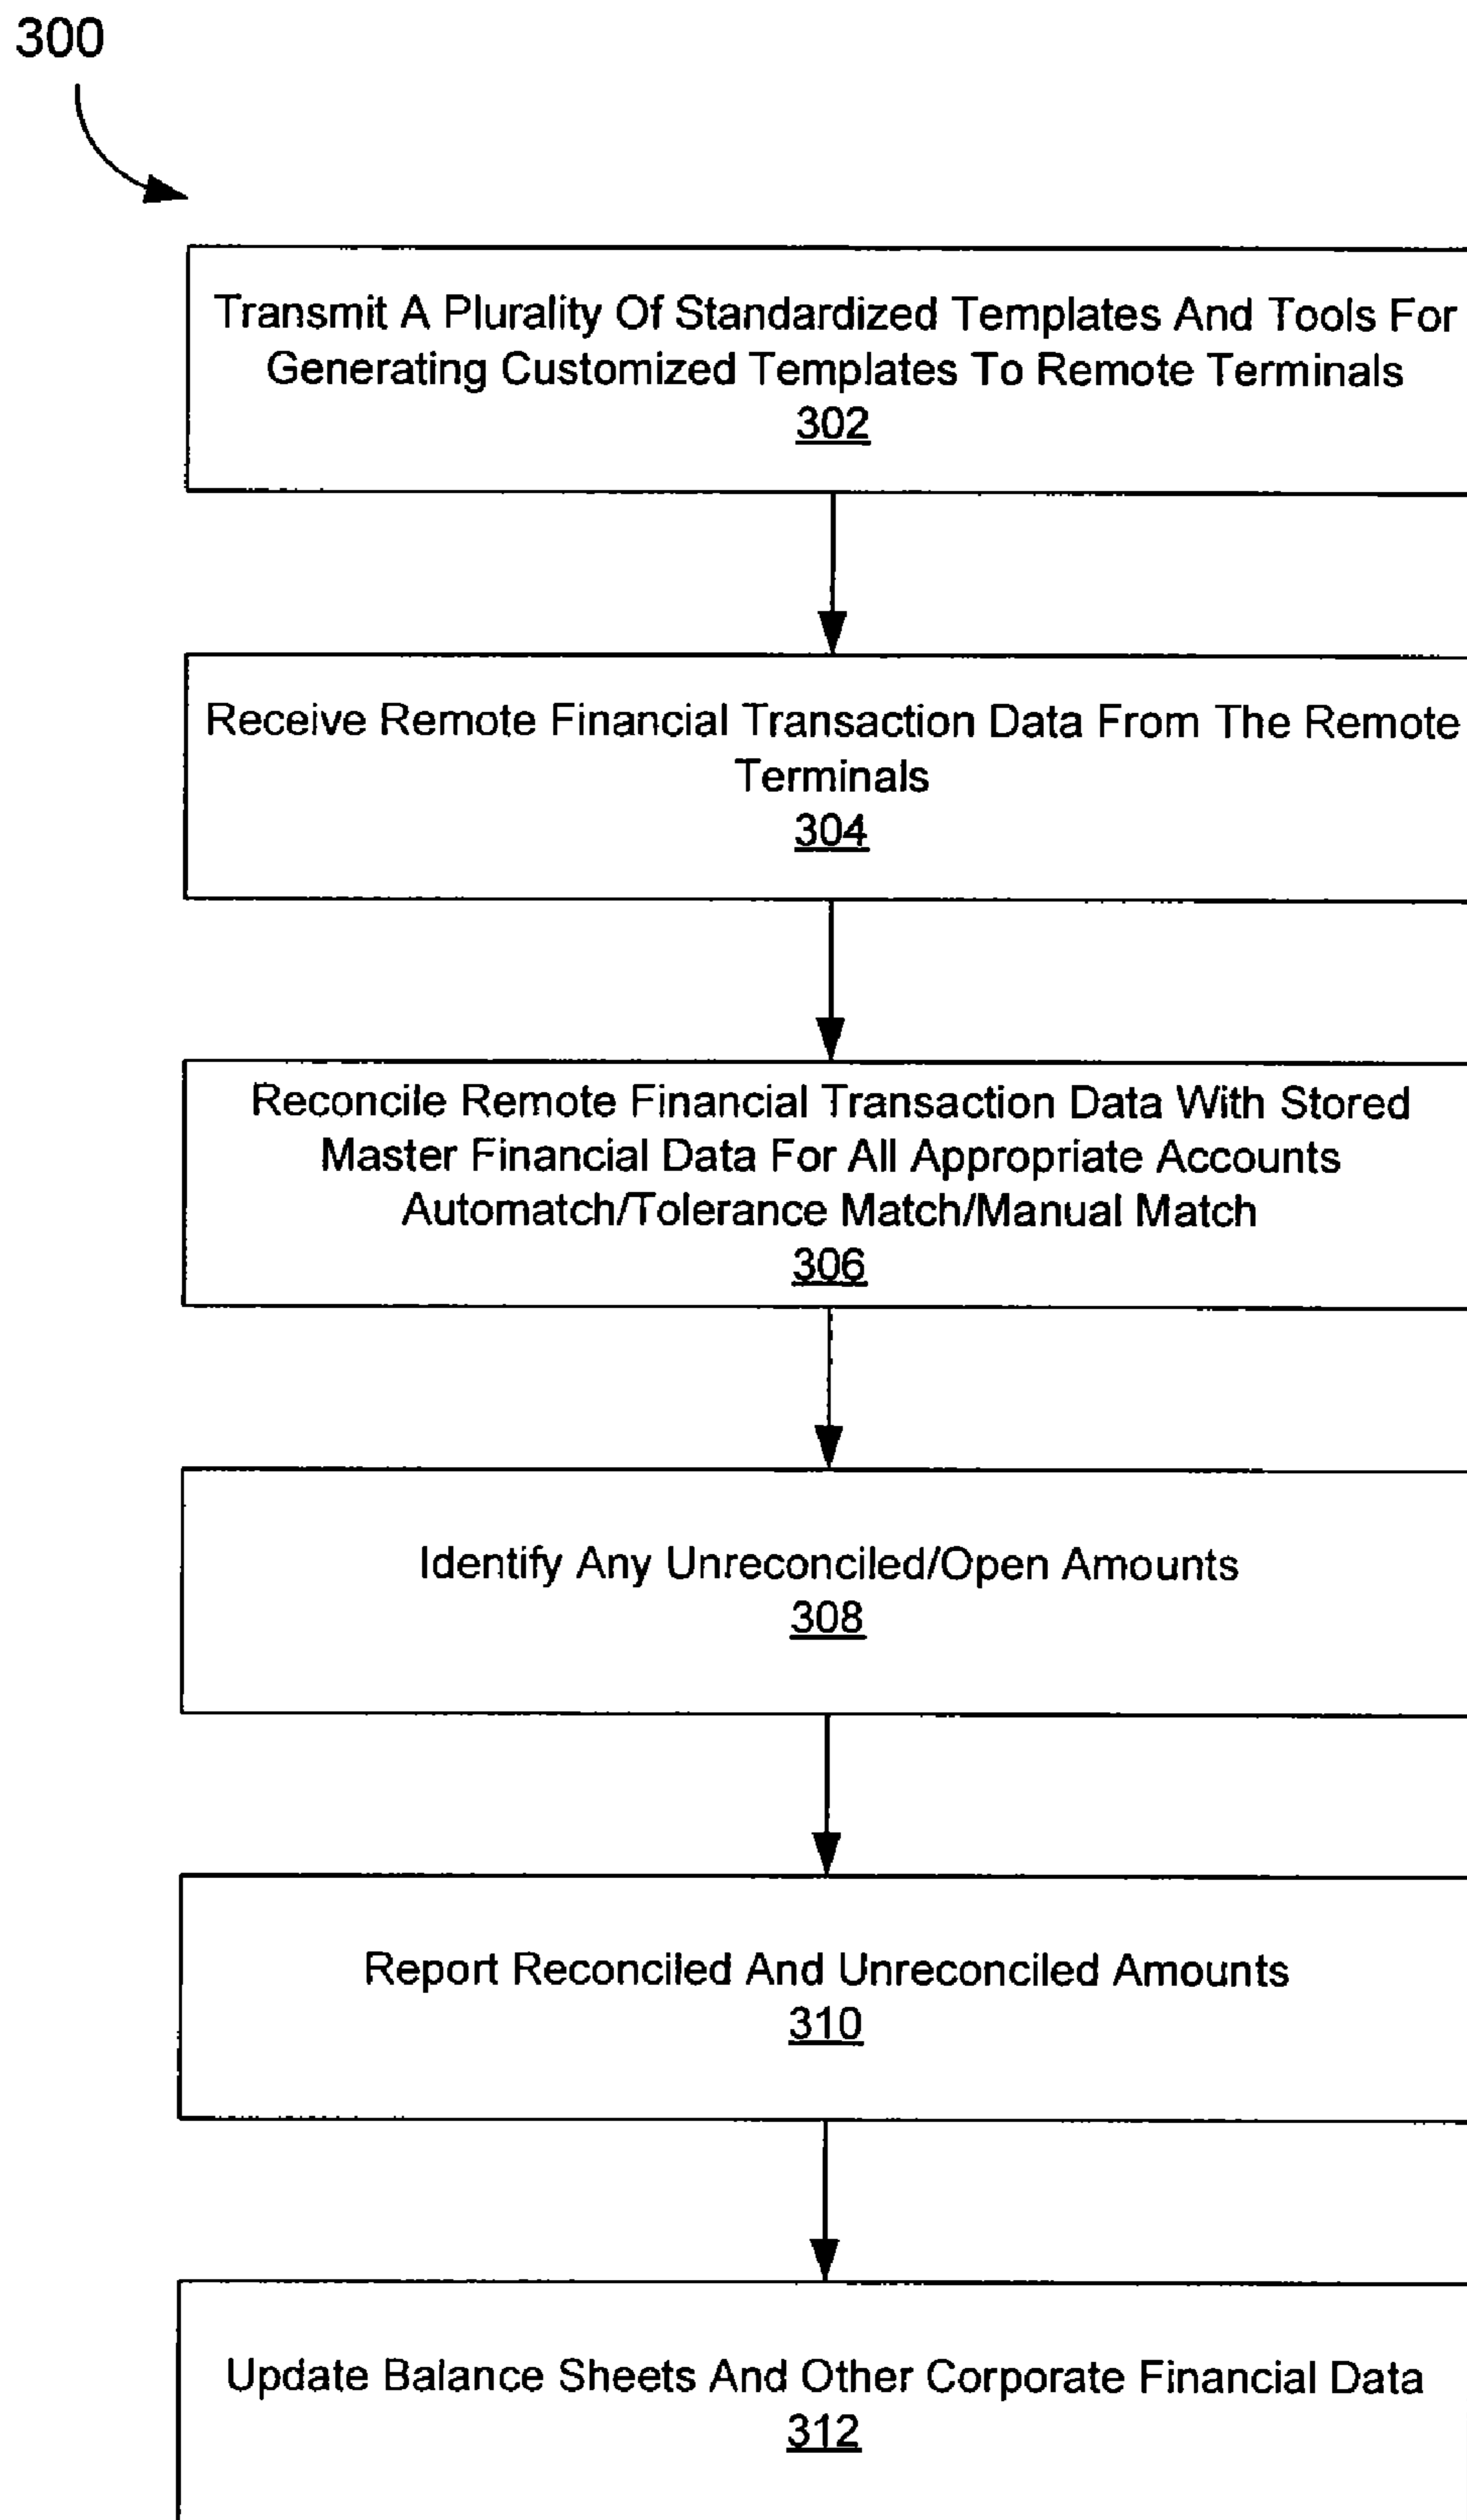 300
Transmit A Plurality Of Standardized Templates And Tools For
Generating Customized Templates To Remote Terminals
302
Receive Remote Financial Transaction Data From The Remote
Terminals
304
Reconcile Remote Financial Transaction Data With Stored
Master Financial Data For All Appropriate Accounts
Automatch/Tolerance Match/Manual Match
306
Identify Any Unreconciled/Open Amounts
308
Report Reconciled And Unreconciled Amounts
310
Update Balance Sheets And Other Corporate Financial Data
312